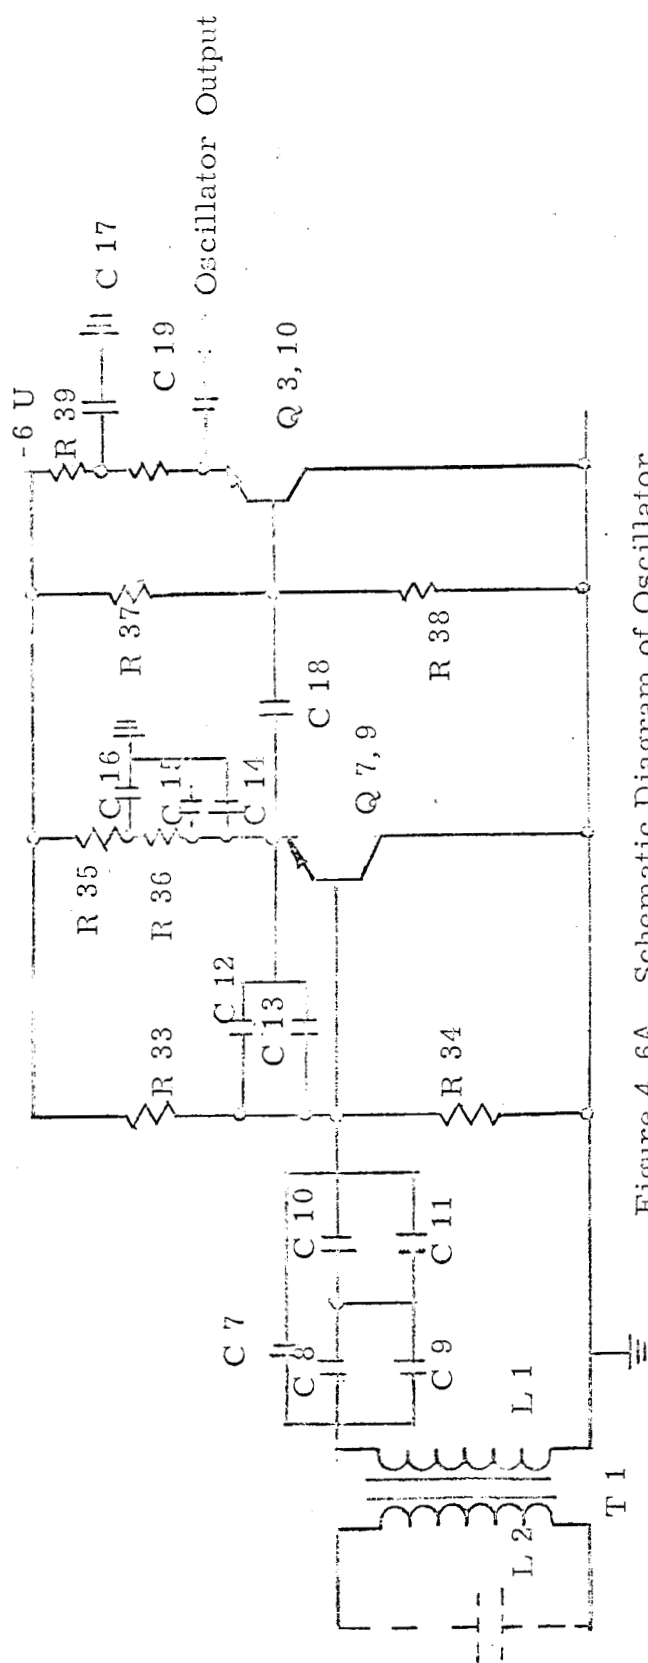 -6 U
R 39
C 17
C 19
Oscillator Output
Q 3, 10
R 37
R 38
C 18
C 16
C 15
C 14
Q 7, 9
R 35
R 36
C 12
C 13
R 33
R 34
C 10
C 11
C 7
C 8
C 9
L 1
L 2
T 1
Figure 4.6A Schematic Diagram of Oscillator